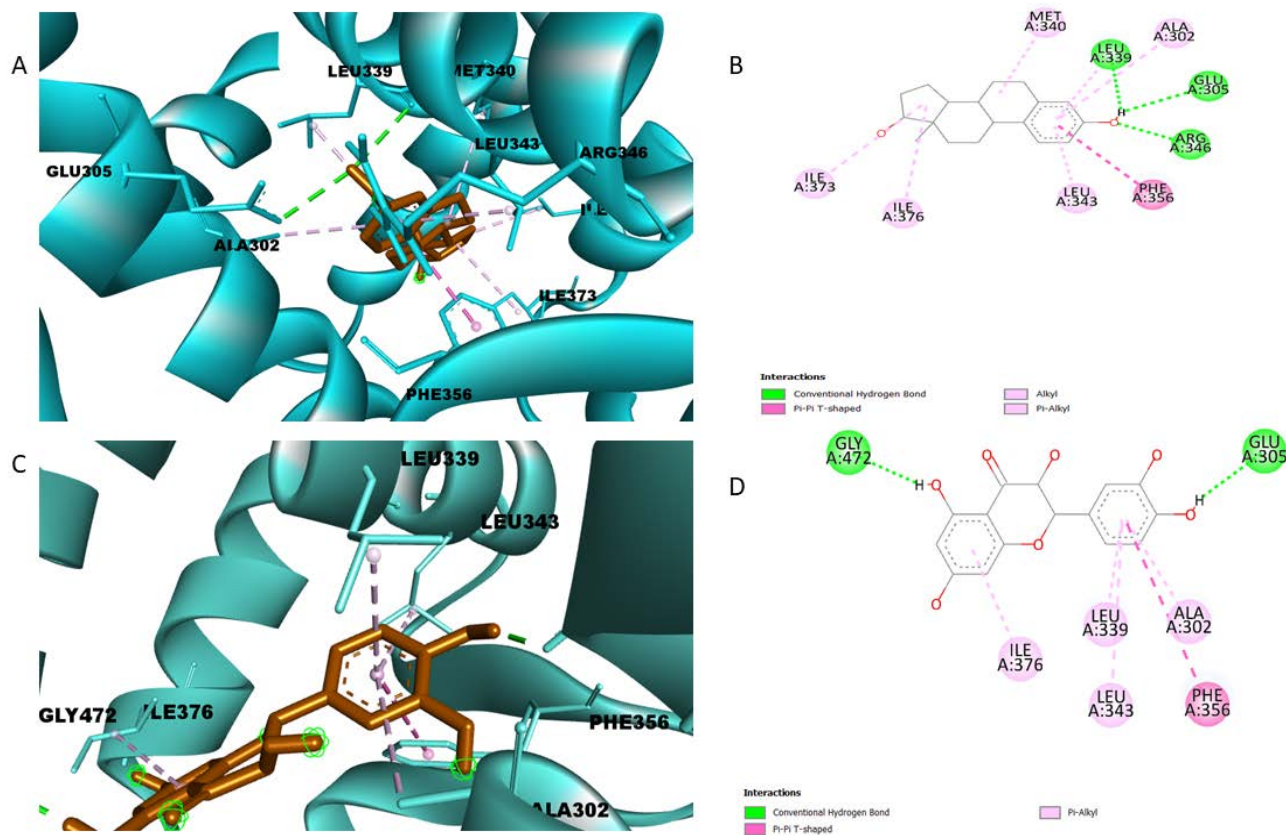 A
LEU339
MET340
GLU305
LEU343
ARG346
ALA302
ILE373
PHE356
B
MET
A:340
ALA
A:302
LEU
A:339
GLU
A:305
H
O
ARG
A:346
O
ILE
A:373
ILE
A:376
LEU
A:343
PHE
A:356
Interactions
Conventional Hydrogen Bond
Alkyl
Pi-Pi T-shaped
Pi-Alkyl
C
LEU339
LEU343
GLY472
ILE376
PHE356
ALA302
D
GLY
A:472
GLU
A:305
O
O
O
H
O
H
O
O
O
LEU
A:339
ALA
A:302
ILE
A:376
LEU
A:343
PHE
A:356
Interactions
Conventional Hydrogen Bond
Pi-Alkyl
Pi-Pi T-shaped